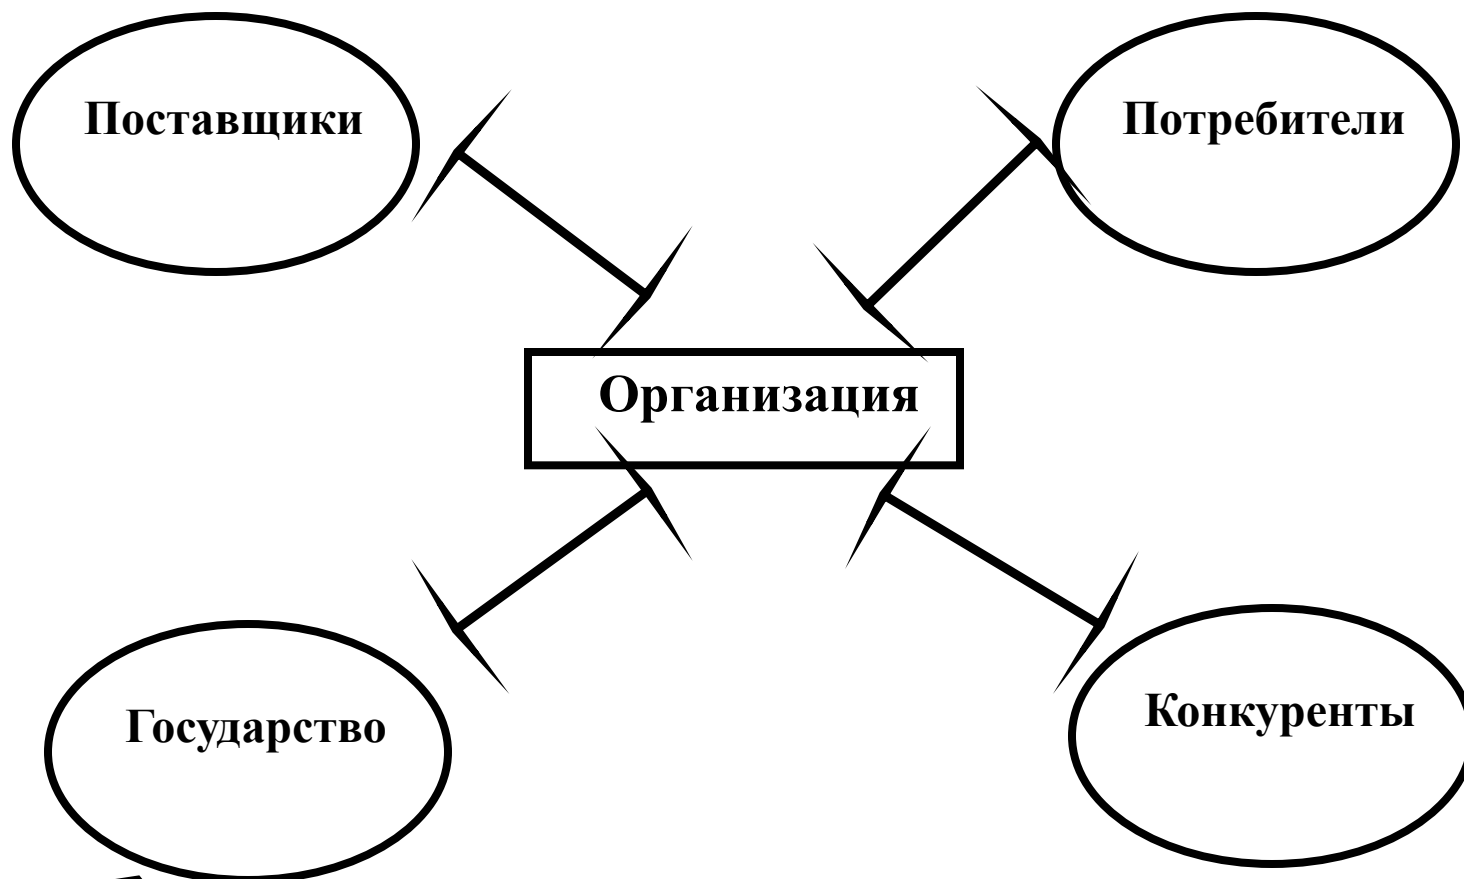 Поставщики
Потребители
Организация
Государство
Конкуренты